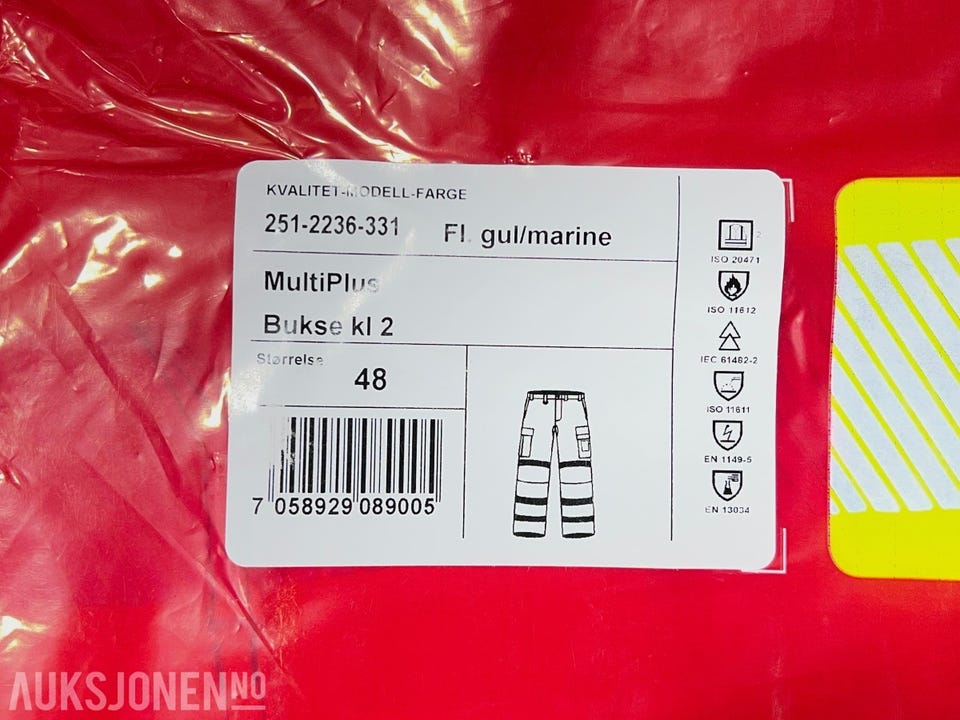 KVALITET-MODELL-FARGE
251-2236-331 Fl. gul/marine
MultiPlus
Bukse kl 2
Størrelse
48
7 058929 089005
2
ISO 20471
ISO 11612
IEC 61482-2
ISO 11611
EN 1149-5
EN 13034
AUKSJONEN NO